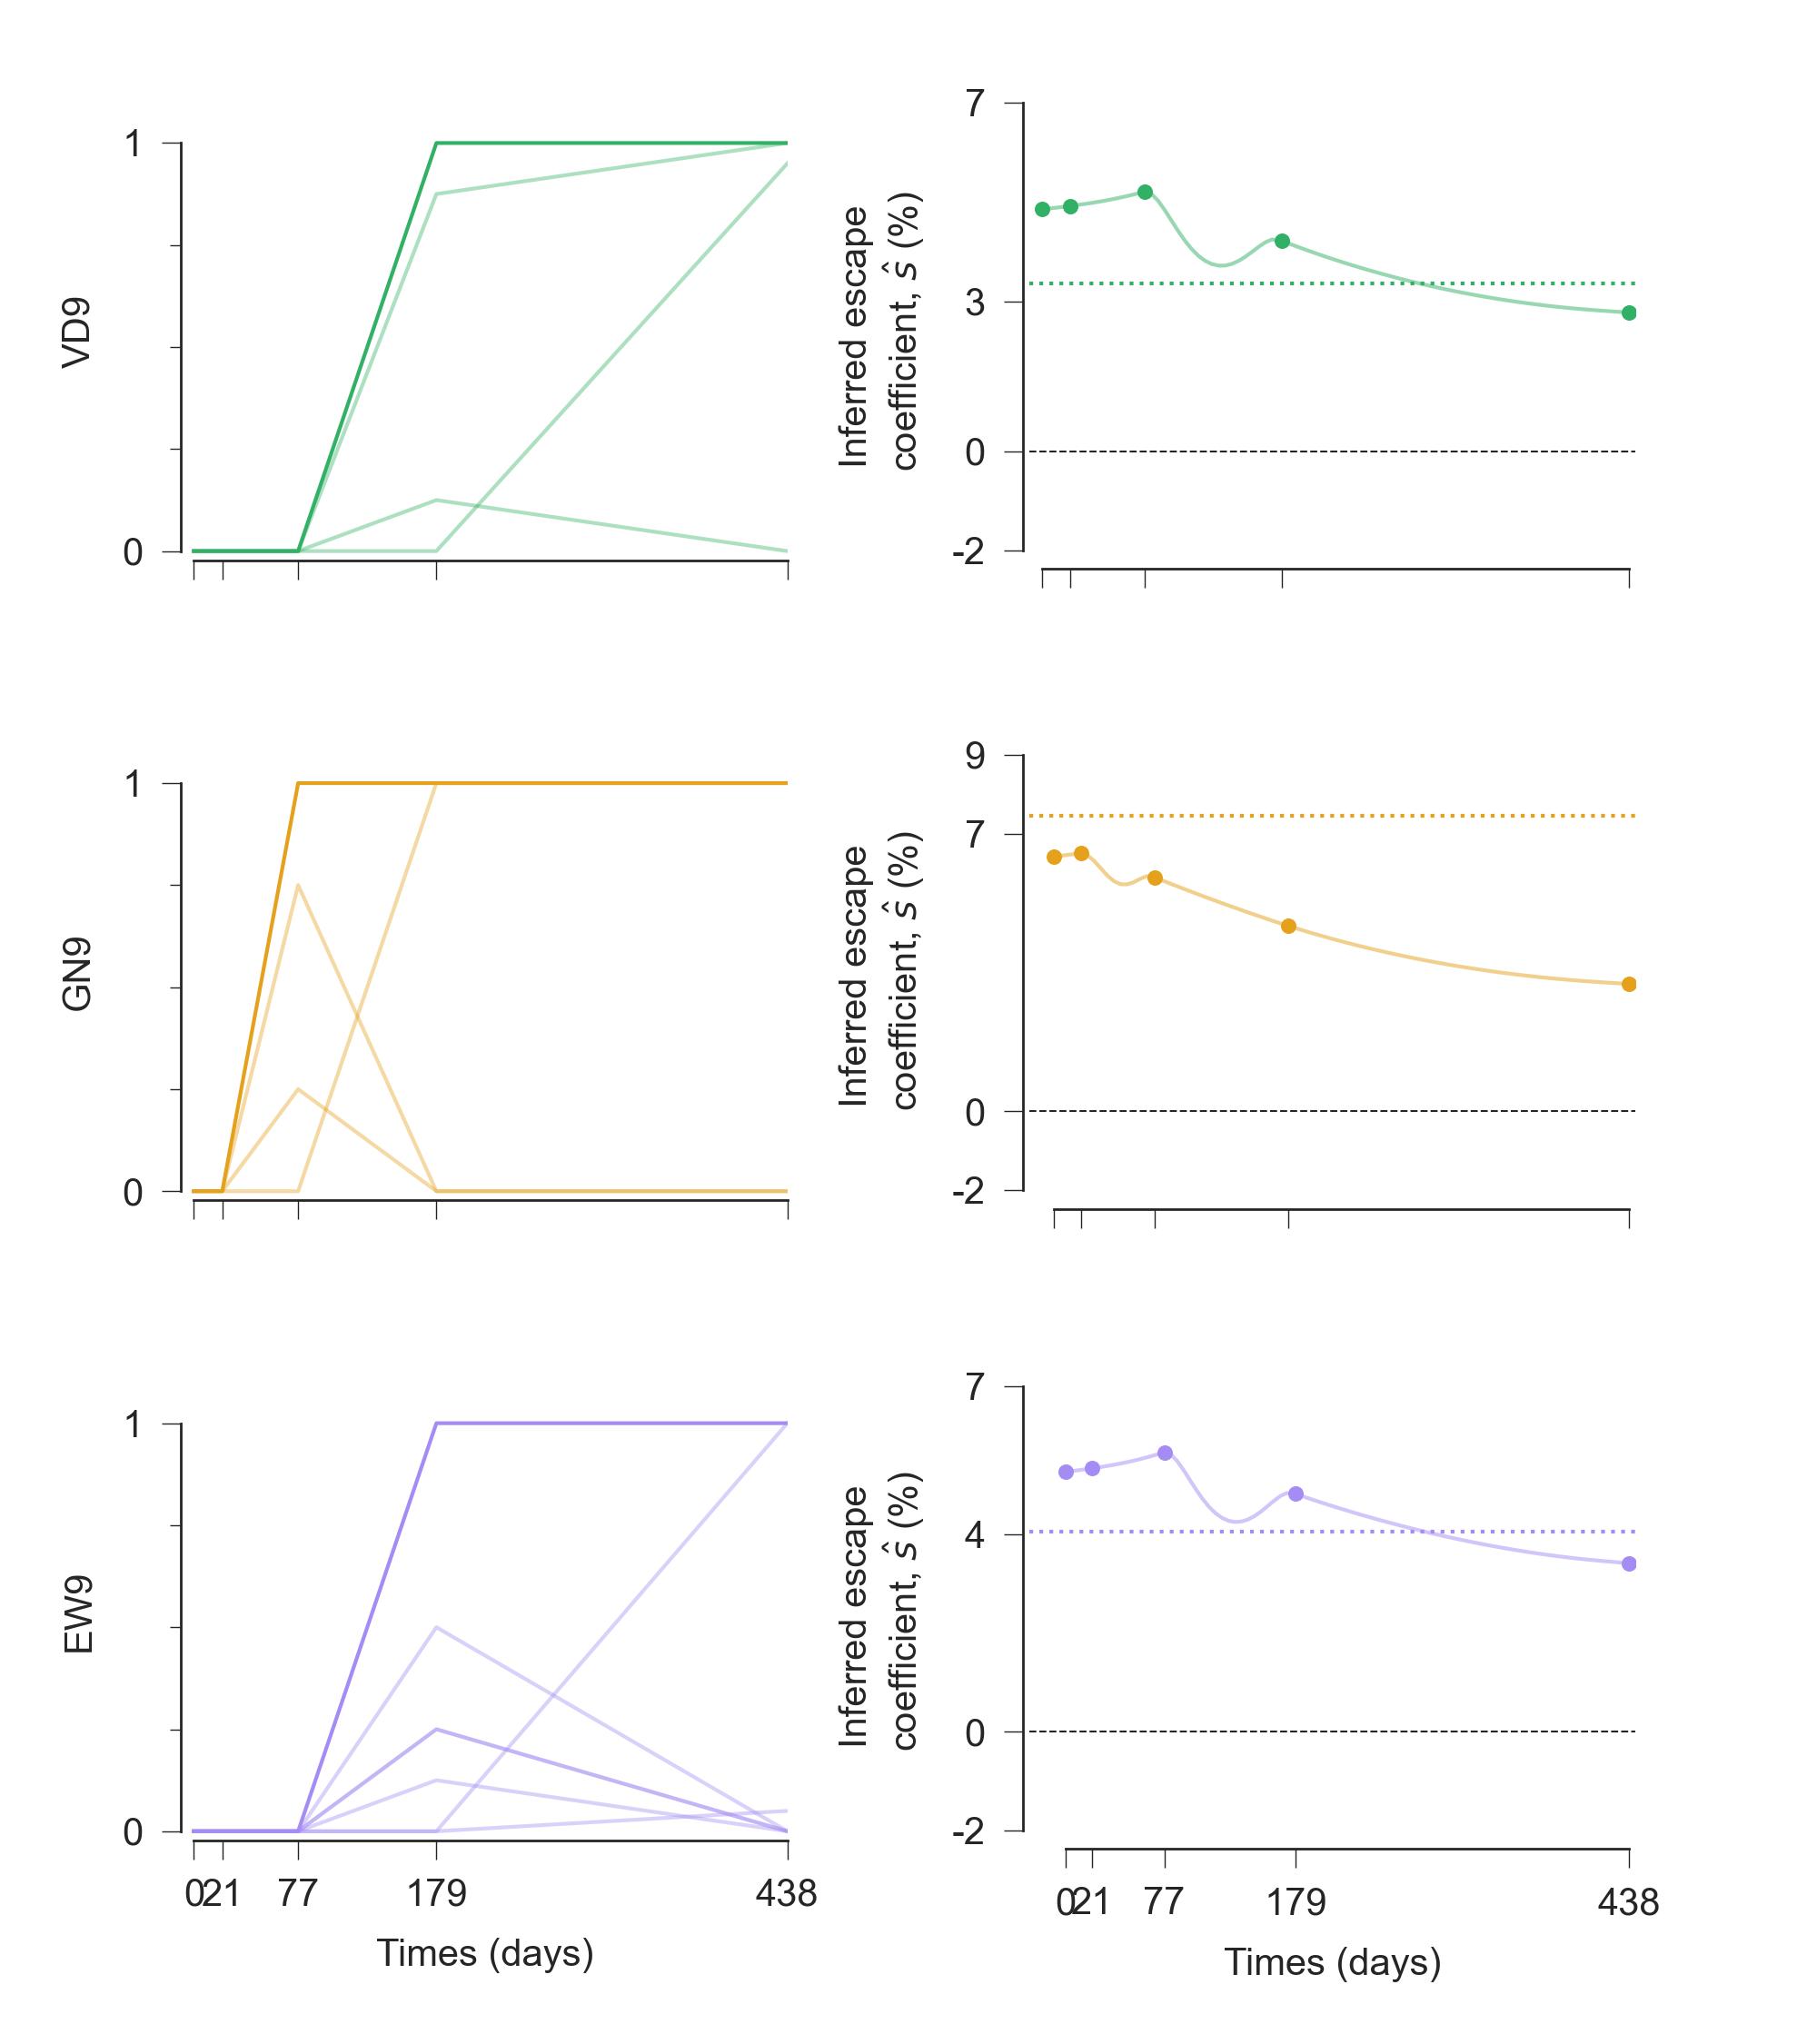 VD9
1
0
Inferred escape
coefficient, ŝ (%)
7
3
0
-2
GN9
1
0
Inferred escape
coefficient, ŝ (%)
9
7
0
-2
EW9
1
0
0 21 77 179 438
Times (days)
Inferred escape
coefficient, ŝ (%)
7
4
0
-2
0 21 77 179 438
Times (days)